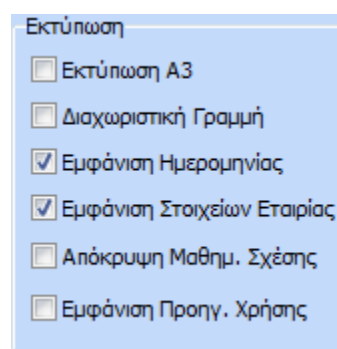 Εκτύπωση
Εκτύπωση Α3
Διαχωριστική Γραμμή
Εμφάνιση Ημερομηνίας
Εμφάνιση Στοιχείων Εταιρίας
Απόκρυψη Μαθημ. Σχέσης
Εμφάνιση Προηγ. Χρήσης